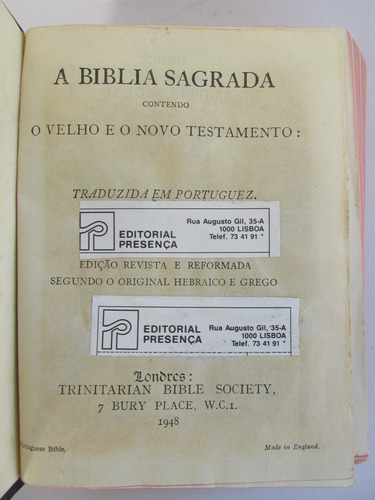 A BIBLIA SAGRADA
CONTENDO
O VELHO E O NOVO TESTAMENTO:
TRADUZIDA EM PORTUGUEZ.
EDITORIAL
PRESENÇA
Rua Augusto Gil, 35-A
1000 LISBOA
Telef. 73 41 91
EDIÇÃO REVISTA E REFORMADA
SEGUNDO O ORIGINAL HEBRAICO E GREGO
EDITORIAL
PRESENÇA
Rua Augusto Gil, 35-A
1000 LISBOA
Telef. 73 41 91
Londres:
TRINITARIAN BIBLE SOCIETY,
7 BURY PLACE, W.C.1.
1948
Bible.
Made in England.